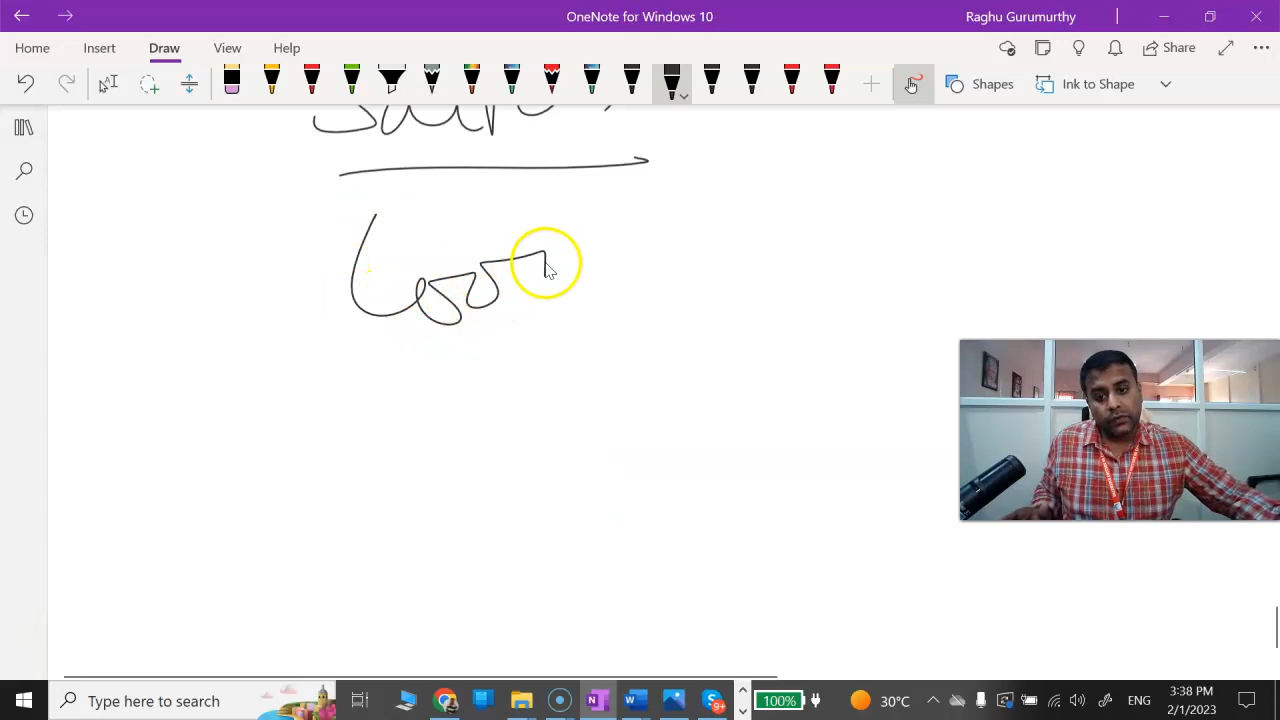 OneNote for Windows 10
Raghu Gurumurthy
Home Insert Draw View Help
Share
Shapes
Ink to Shape
Type here to search
100%
30°C
ENG
3:38 PM
2/1/2023
9+